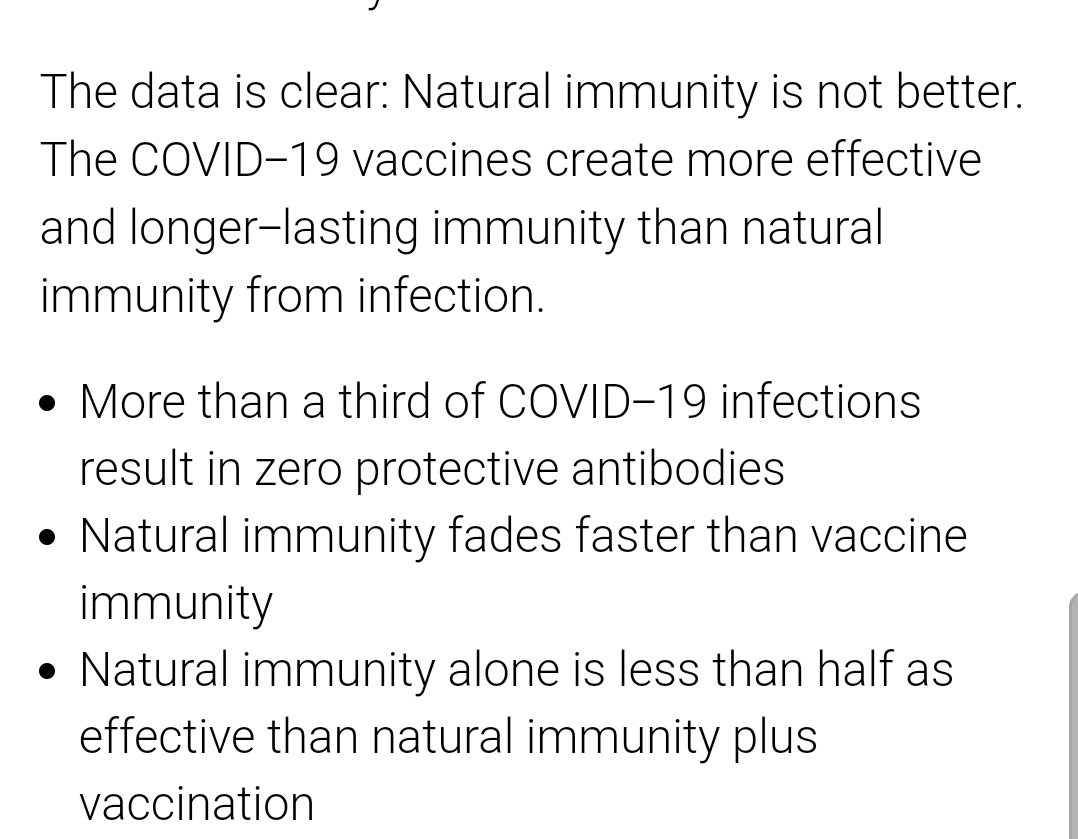 The data is clear: Natural immunity is not better.
The COVID-19 vaccines create more effective
and longer-lasting immunity than natural
immunity from infection.
• More than a third of COVID-19 infections
result in zero protective antibodies
• Natural immunity fades faster than vaccine
immunity
• Natural immunity alone is less than half as
effective than natural immunity plus
vaccination